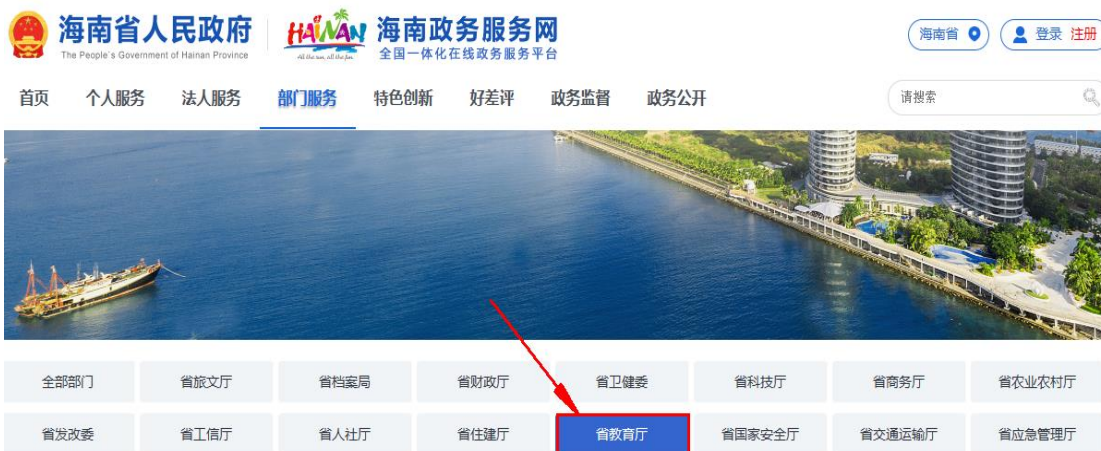 海南省人民政府 海南政务服务网 海南省 登录 注册
The People's Government of Hainan Province HAINAN 全国一体化在线政务服务平台
首页 个人服务 法人服务 部门服务 特色创新 好差评 政务监督 政务公开 请搜索
全部部门 省旅文厅 省档案局 省财政厅 省卫健委 省科技厅 省商务厅 省农业农村厅
省发改委 省工信厅 省人社厅 省住建厅 省教育厅 省国家安全厅 省交通运输厅 省应急管理厅